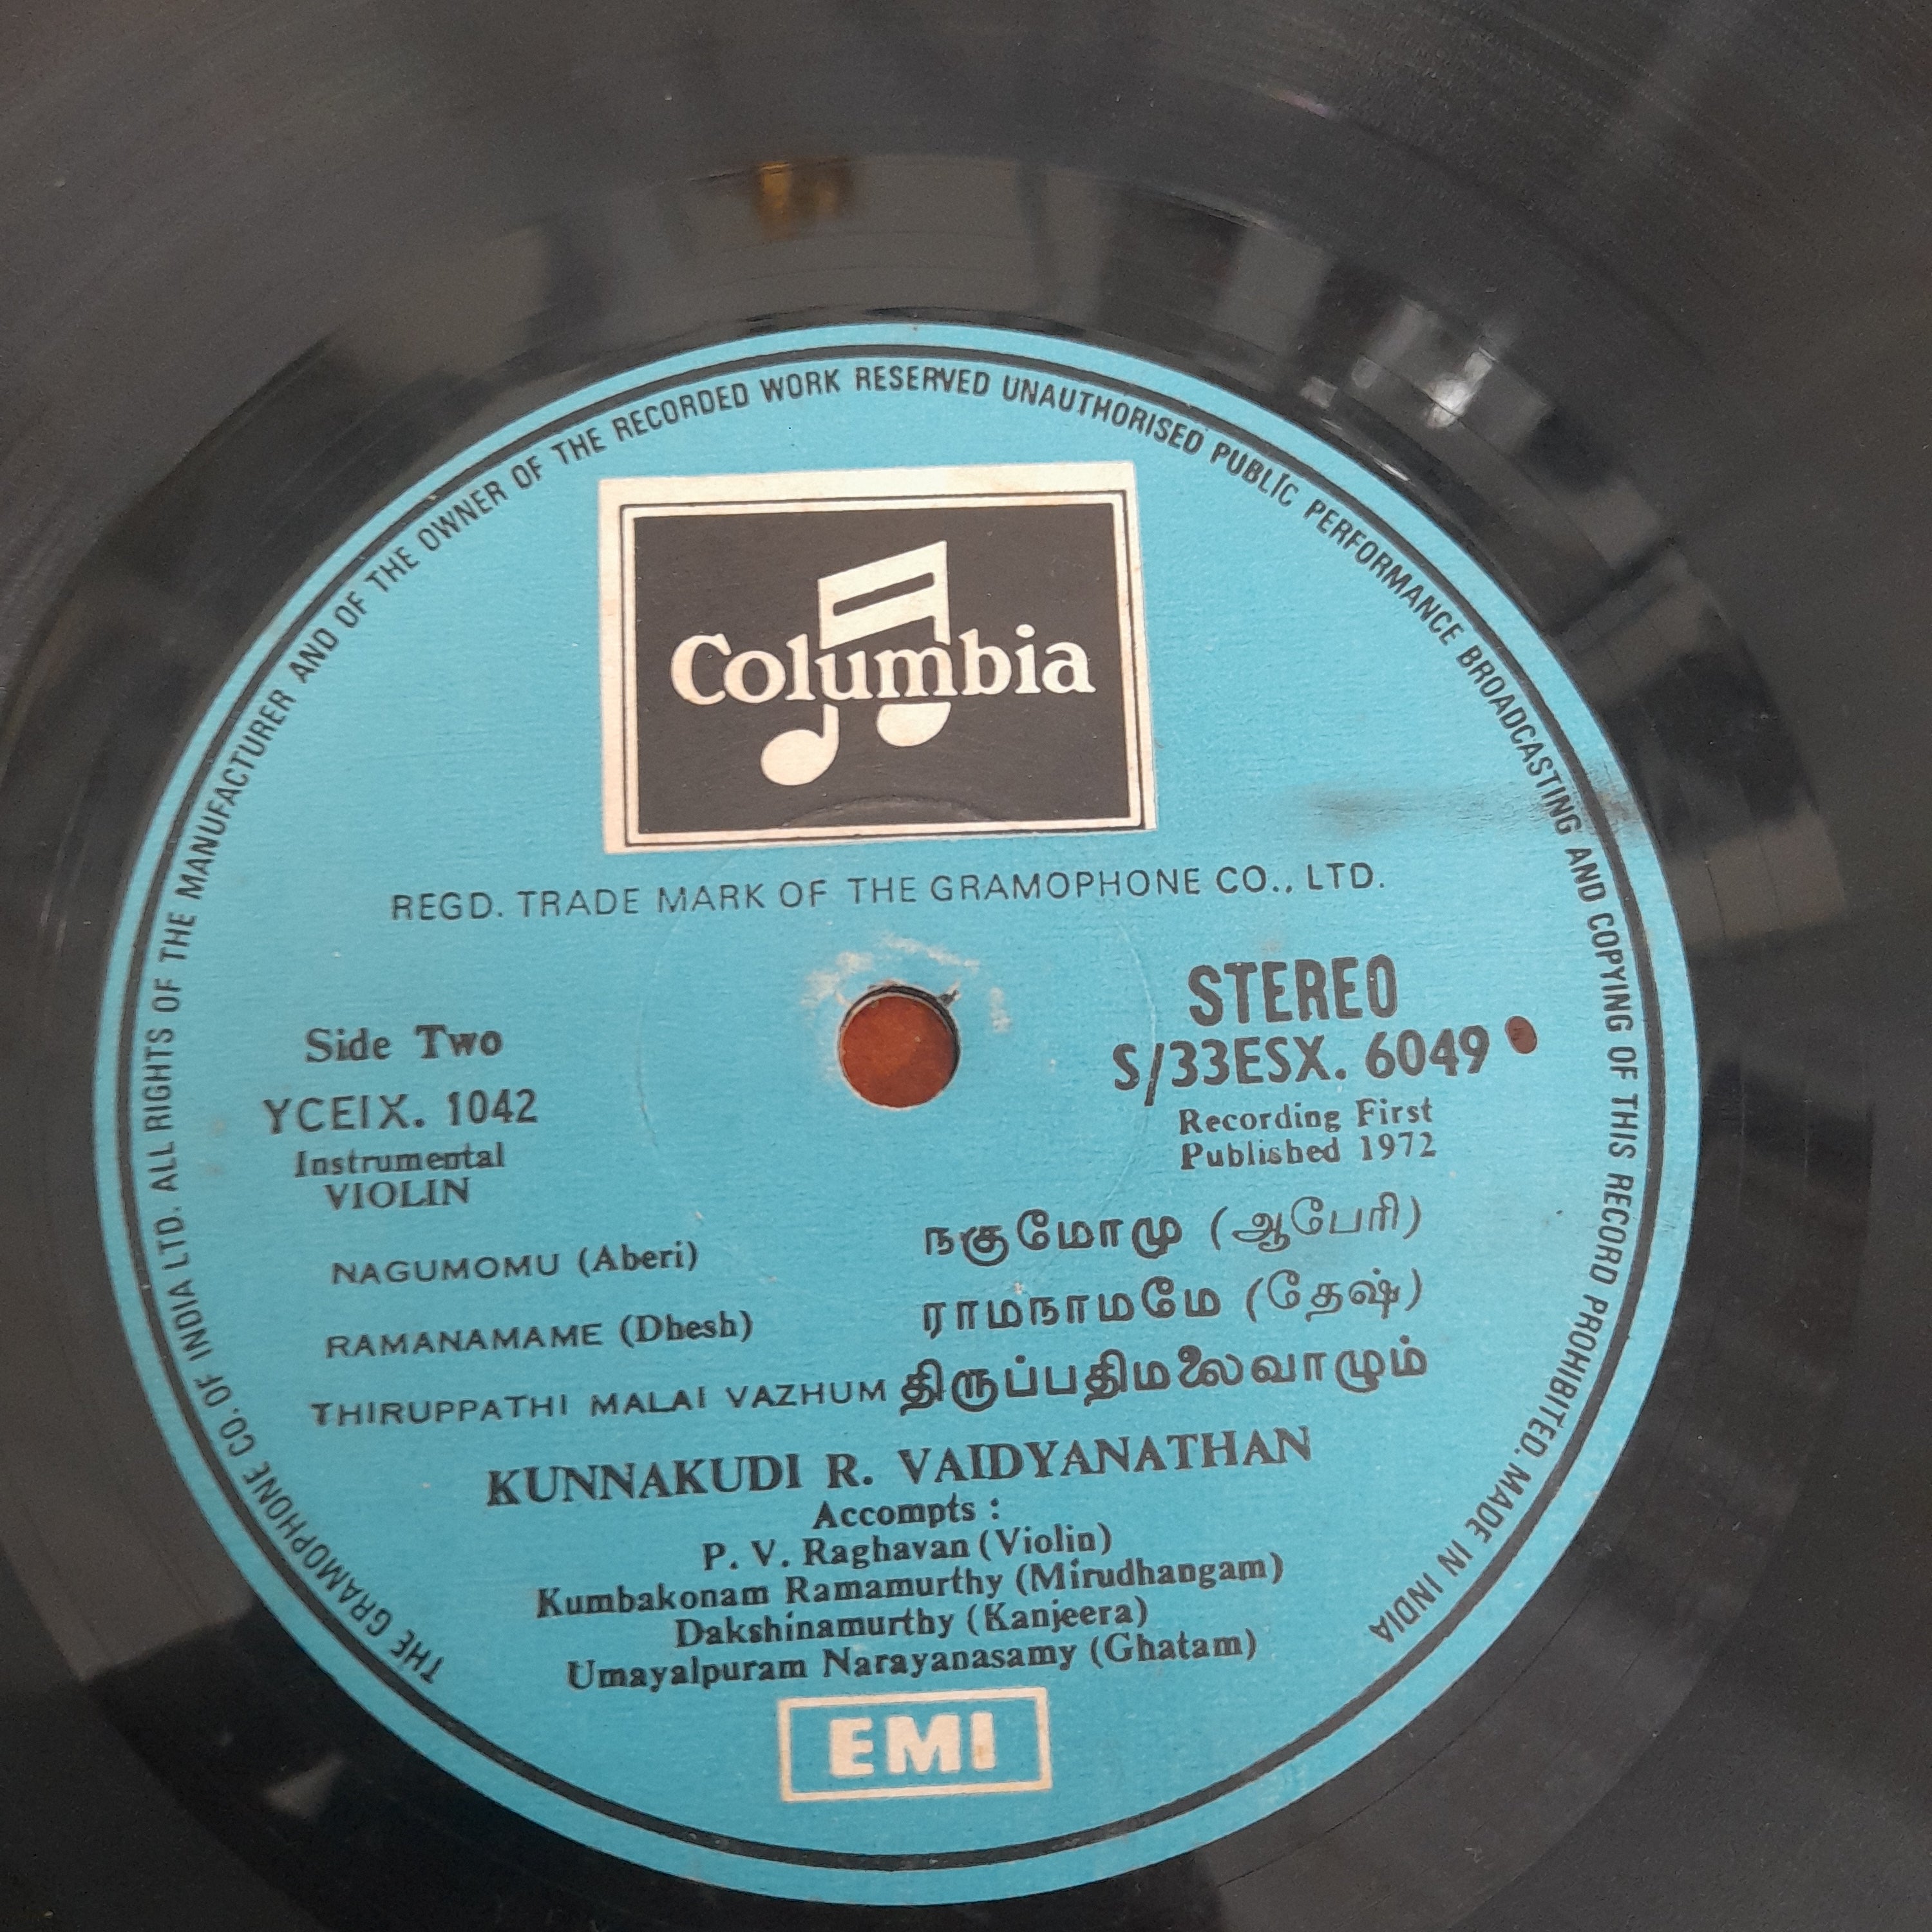 THE GRAMOPHONE CO. OF INDIA LTD. ALL RIGHTS OF THE MANUFACTURER AND OF THE OWNER OF THE RECORDED WORK RESERVED UNAUTHORISED PUBLIC PERFORMANCE BROADCASTING AND COPYING OF THIS RECORD PROHIBITED. MADE IN INDIA
Columbia
REGD. TRADE MARK OF THE GRAMOPHONE CO., LTD.
STEREO
S/33ESX. 6049
Recording First
Published 1972
Side Two
YCEIX. 1042
Instrumental
VIOLIN
NAGUMOMU (Aberi) நகுமோமு (ஆபேரி)
RAMANAMAME (Dhesh) ராமநாமமே (தேஷ்)
THIRUPPATHI MALAI VAZHUM திருப்பதிமலைவாழும்
KUNNAKUDI R. VAIDYANATHAN
Accompts :
P. V. Raghavan (Violin)
Kumbakonam Ramamurthy (Mirudhangam)
Dakshinamurthy (Kanjeera)
Umayalpuram Narayanasamy (Ghatam)
EMI